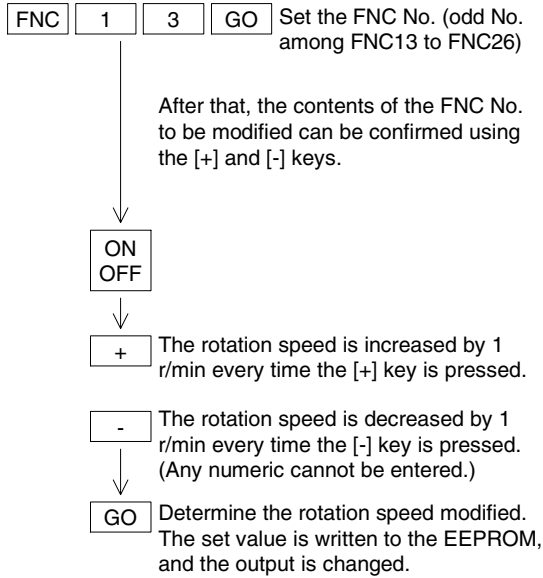 FNC 1 3 GO Set the FNC No. (odd No.
among FNC13 to FNC26)
After that, the contents of the FNC No.
to be modified can be confirmed using
the [+] and [-] keys.
ON
OFF
+ The rotation speed is increased by 1
r/min every time the [+] key is pressed.
- The rotation speed is decreased by 1
r/min every time the [-] key is pressed.
(Any numeric cannot be entered.)
GO Determine the rotation speed modified.
The set value is written to the EEPROM,
and the output is changed.